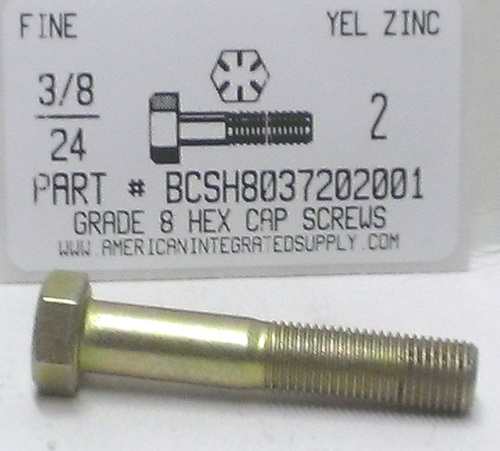 FINE YEL ZINC
3/8
24
2
PART # BCSH8037202001
GRADE 8 HEX CAP SCREWS
WWW.AMERICANINTEGRATEDSUPPLY.COM